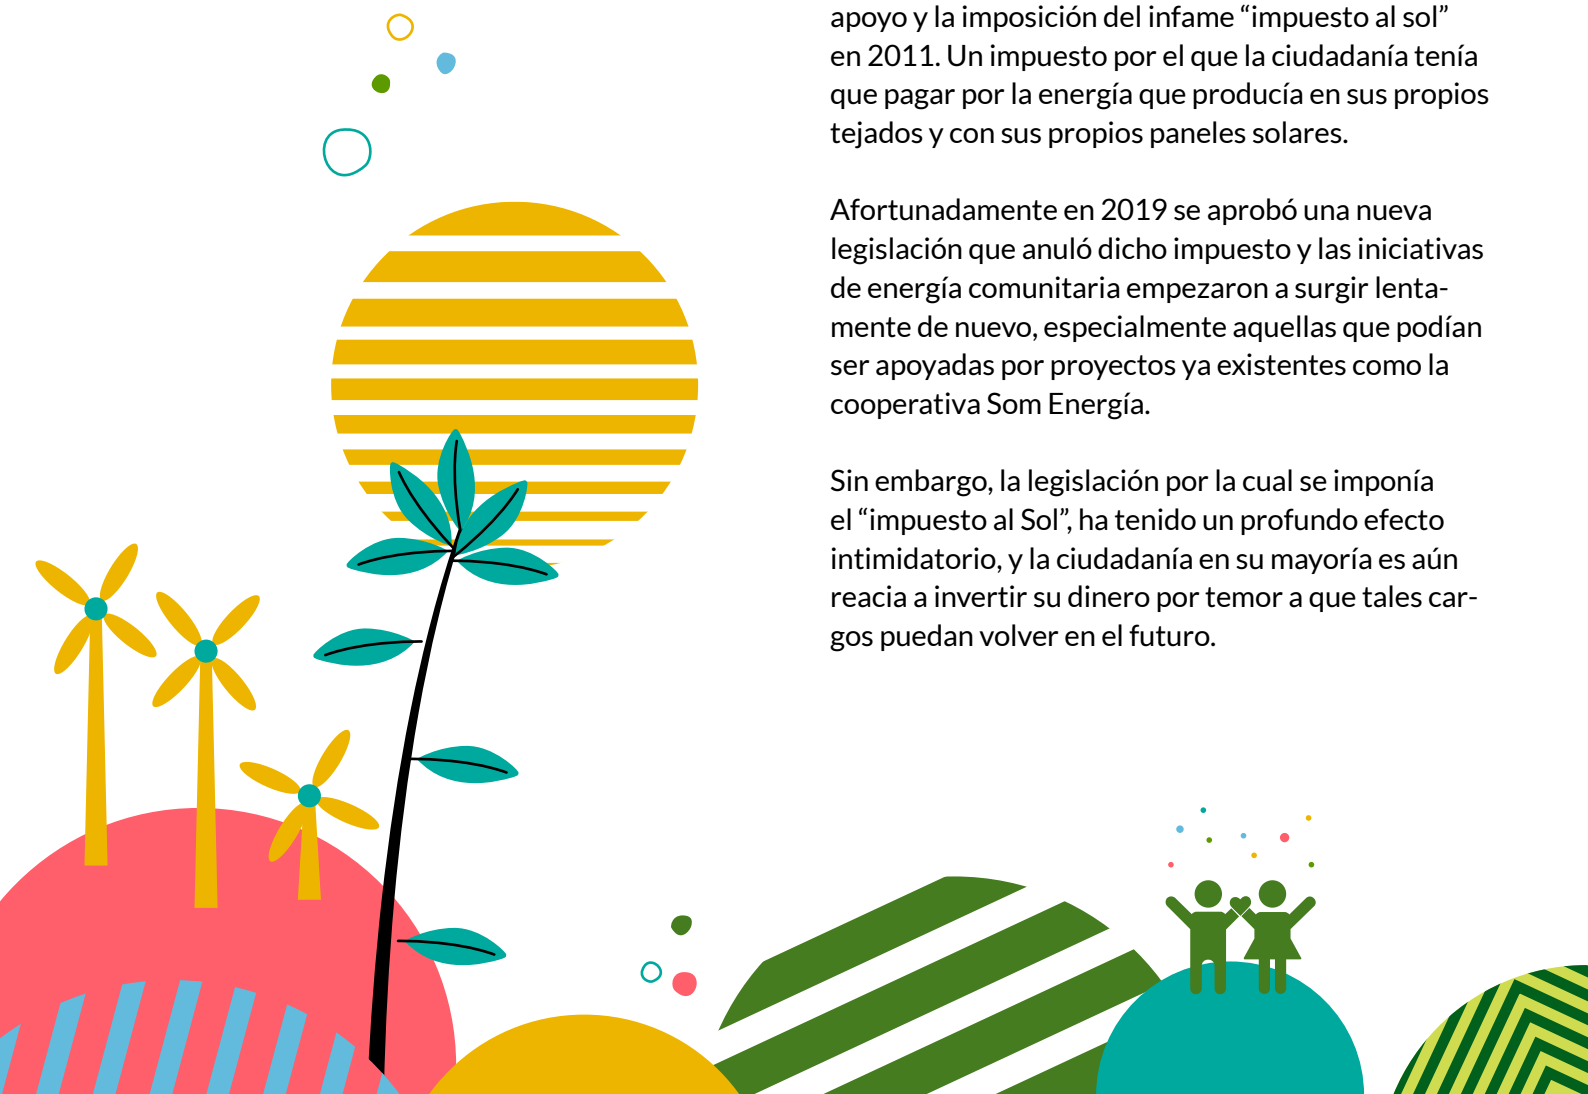 apoyo y la imposición del infame “impuesto al sol”
en 2011. Un impuesto por el que la ciudadanía tenía
que pagar por la energía que producía en sus propios
tejados y con sus propios paneles solares.
Afortunadamente en 2019 se aprobó una nueva
legislación que anuló dicho impuesto y las iniciativas
de energía comunitaria empezaron a surgir lenta-
mente de nuevo, especialmente aquellas que podían
ser apoyadas por proyectos ya existentes como la
cooperativa Som Energía.
Sin embargo, la legislación por la cual se imponía
el “impuesto al Sol”, ha tenido un profundo efecto
intimidatorio, y la ciudadanía en su mayoría es aún
reacia a invertir su dinero por temor a que tales car-
gos puedan volver en el futuro.